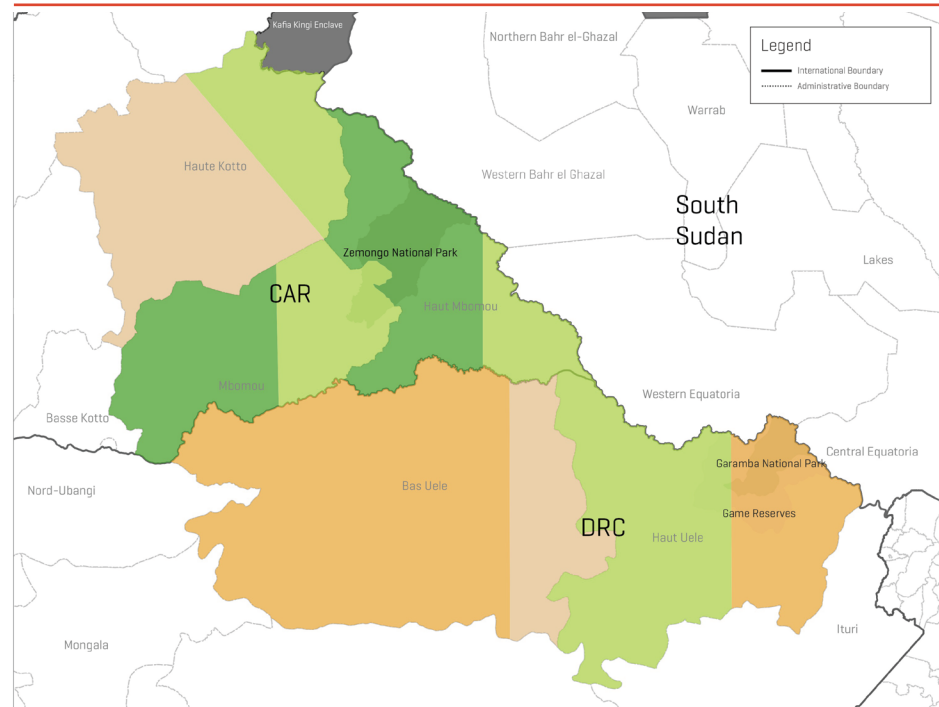 Kafia Kingi Enclave
Northern Bahr el-Ghazal
Legend
International Boundary
Administrative Boundary
Warrab
Haute Kotto
Western Bahr el Ghazal
South
Sudan
Zemongo National Park
Lakes
CAR
Haut Mbomou
Mbomou
Western Equatoria
Basse Kotto
Central Equatoria
Garamba National Park
Nord-Ubangi
Bas Uele
Game Reserves
DRC
Haut Uele
Ituri
Mongala